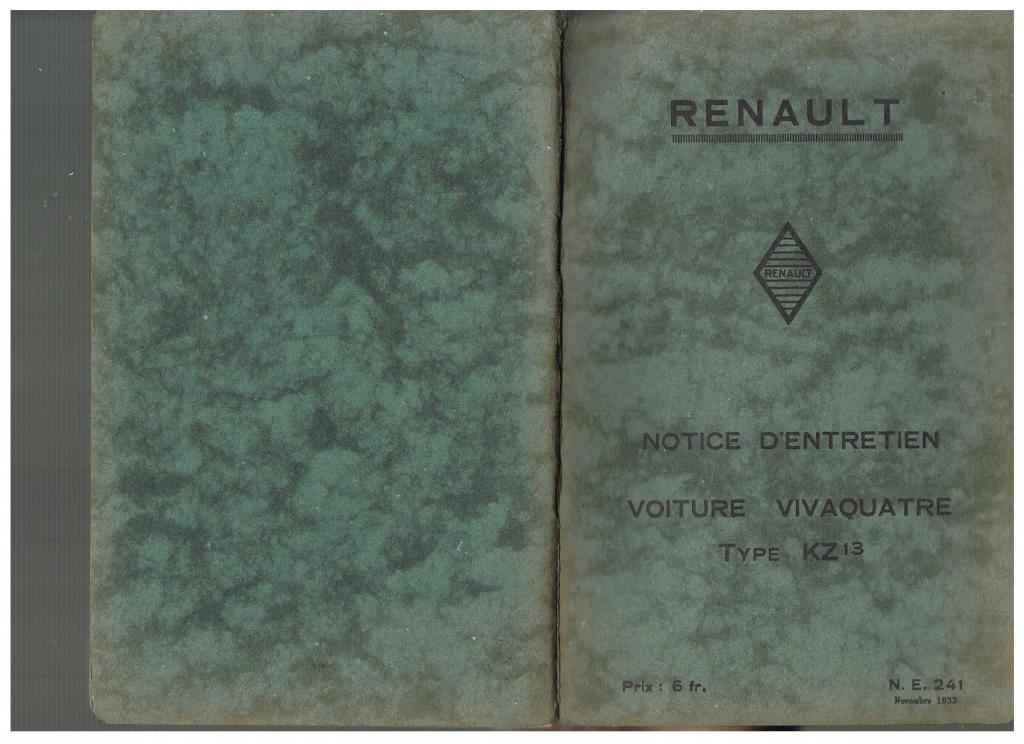 RENAULT
RENAULT
NOTICE D'ENTRETIEN
VOITURE VIVAQUATRE
TYPE KZ13
Prix : 6 fr.
N. E. 241
Novembre 1933